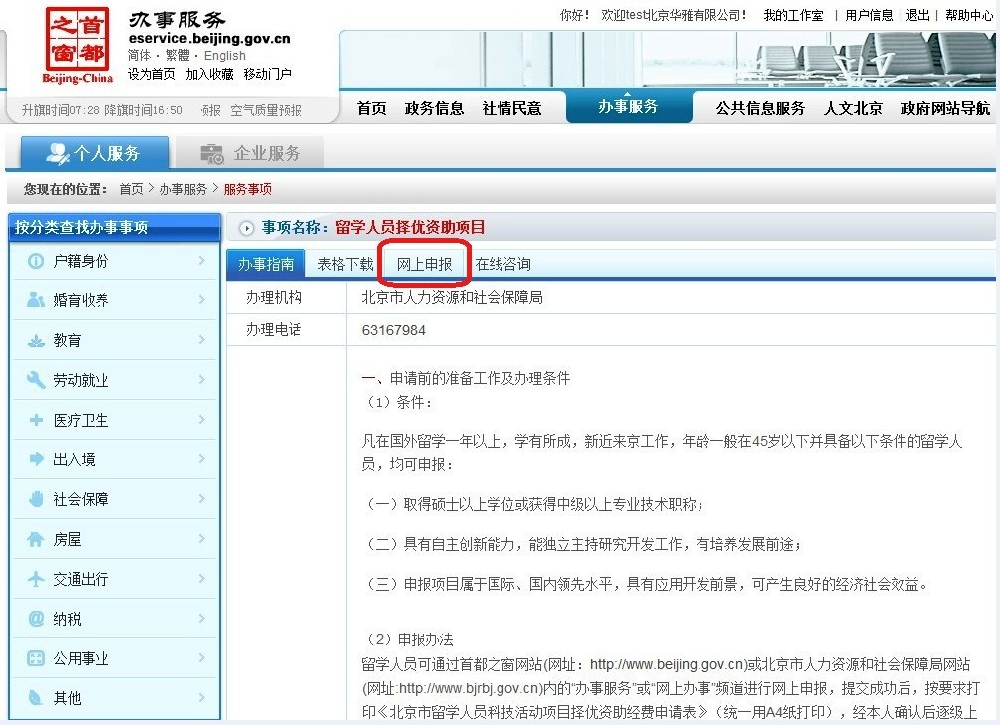 首都之窗
Beijing-China
办事服务
eservice.beijing.gov.cn
简体 · 繁體 · English
设为首页 加入收藏 移动门户
你好！ 欢迎test北京华雅有限公司！ 我的工作室 | 用户信息 | 退出 | 帮助中心
升旗时间07:28 降旗时间16:50 预报 空气质量预报
首页 政务信息 社情民意 办事服务 公共信息服务 人文北京 政府网站导航
个人服务 企业服务
您现在的位置： 首页 > 办事服务 > 服务事项
按分类查找办事事项
户籍身份
婚育收养
教育
劳动就业
医疗卫生
出入境
社会保障
房屋
交通出行
纳税
公用事业
其他
事项名称：留学人员择优资助项目
办事指南 表格下载 网上申报 在线咨询
办理机构 北京市人力资源和社会保障局
办理电话 63167984
一、申请前的准备工作及办理条件
（1）条件：
凡在国外留学一年以上，学有所成，新近来京工作，年龄一般在45岁以下并具备以下条件的留学人
员，均可申报：
（一）取得硕士以上学位或获得中级以上专业技术职称；
（二）具有自主创新能力，能独立主持研究开发工作，有培养发展前途；
（三）申报项目属于国际、国内领先水平，具有应用开发前景，可产生良好的经济社会效益。
（2）申报办法
留学人员可通过首都之窗网站(网址：http://www.beijing.gov.cn)或北京市人力资源和社会保障局网站
(网址:http://www.bjrbj.gov.cn)内的“办事服务”或“网上办事”频道进行网上申报，提交成功后，按要求打
印《北京市留学人员科技活动项目择优资助经费申请表》（统一用A4纸打印），经本人确认后逐级上